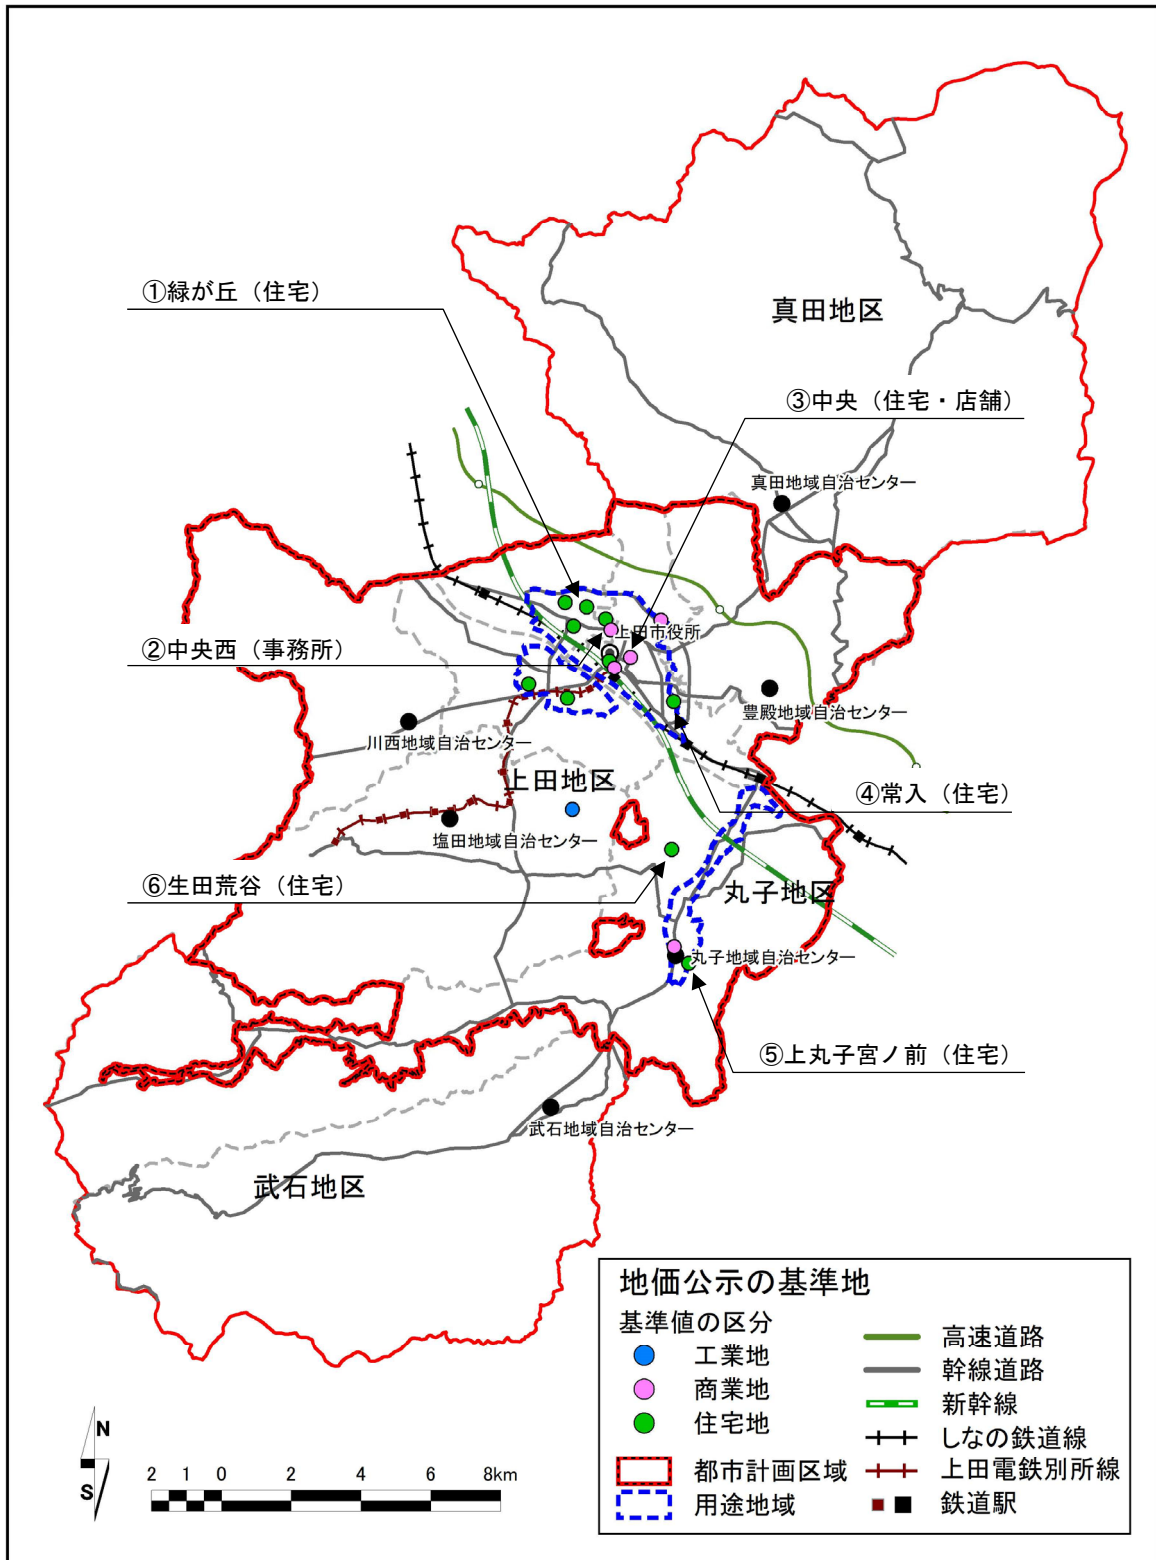 ①緑が丘（住宅）
真田地区
③中央（住宅・店舗）
真田地域自治センター
上田市役所
②中央西（事務所）
豊殿地域自治センター
川西地域自治センター
上田地区
④常入（住宅）
塩田地域自治センター
⑥生田荒谷（住宅）
丸子地区
丸子地域自治センター
⑤上丸子宮ノ前（住宅）
武石地域自治センター
武石地区
地価公示の基準地
基準値の区分
工業地
商業地
住宅地
都市計画区域
用途地域
高速道路
幹線道路
新幹線
しなの鉄道線
上田電鉄別所線
鉄道駅
N
S
2 1 0 2 4 6 8km